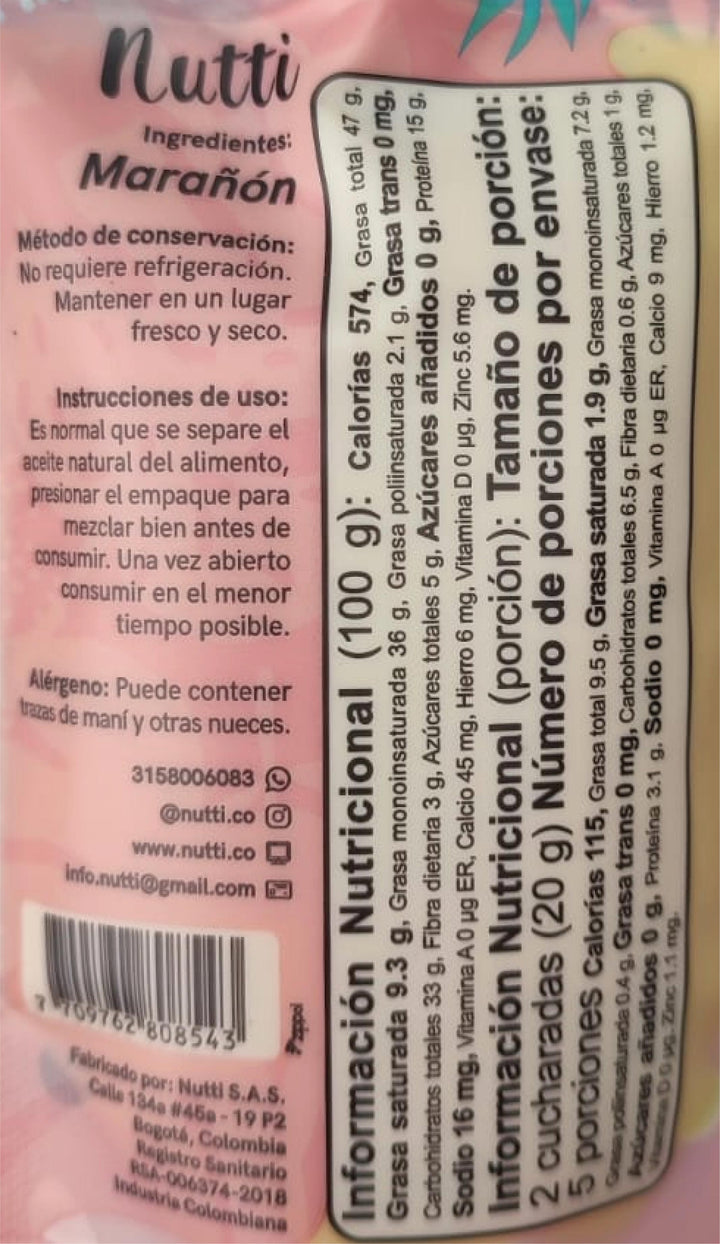 Nutti
Ingredientes:
Marañón
Método de conservación:
No requiere refrigeración.
Mantener en un lugar
fresco y seco.
Instrucciones de uso:
Es normal que se separe el
aceite natural del alimento,
presionar el empaque para
mezclar bien antes de
consumir. Una vez abierto
consumir en el menor
tiempo posible.
Alérgeno: Puede contener
trazas de maní y otras nueces.
3158006083
@nutti.co
www.nutti.co
info.nutti@gmail.com
7 709762 808543
Fabricado por: Nutti S.A.S.
Calle 134a #45a - 19 P2
Bogotá, Colombia
Registro Sanitario
RSA-006374-2018
Industria Colombiana
Información Nutricional (100 g): Calorías 574, Grasa total 47 g,
Grasa saturada 9.3 g, Grasa monoinsaturada 36 g, Grasa poliinsaturada 2.1 g, Grasa trans 0 mg,
Carbohidratos totales 33 g, Fibra dietaria 3 g, Azúcares totales 5 g, Azúcares añadidos 0 g, Proteína 15 g,
Sodio 16 mg, Vitamina A 0 µg ER, Calcio 45 mg, Hierro 6 mg, Vitamina D 0 µg, Zinc 5.6 mg.
Información Nutricional (porción): Tamaño de porción:
2 cucharadas (20 g) Número de porciones por envase:
5 porciones Calorías 115, Grasa total 9.5 g, Grasa saturada 1.9 g, Grasa monoinsaturada 7.2 g,
Grasa poliinsaturada 0.4 g, Grasa trans 0 mg, Carbohidratos totales 6.5 g, Fibra dietaria 0.6 g, Azúcares totales 1 g,
Azúcares añadidos 0 g, Proteína 3.1 g, Sodio 0 mg, Vitamina A 0 µg ER, Calcio 9 mg, Hierro 1.2 mg,
Vitamina D 0 µg, Zinc 1.1 mg.